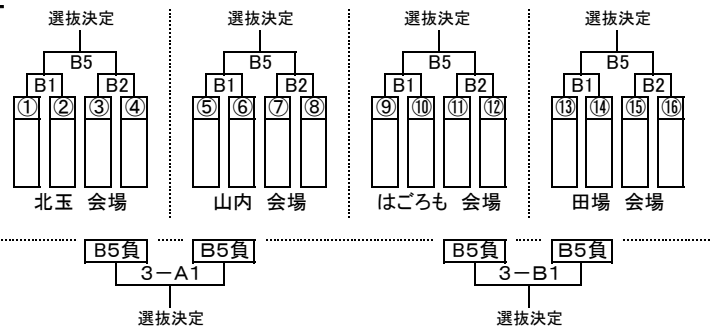 選抜決定 選抜決定 選抜決定 選抜決定
B5 B5 B5 B5
B1 B2 B1 B2 B1 B2 B1 B2
① ② ③ ④ ⑤ ⑥ ⑦ ⑧ ⑨ ⑩ ⑪ ⑫ ⑬ ⑭ ⑮ ⑯
北玉 会場 山内 会場 はごろも 会場 田場 会場
B5負 B5負 B5負 B5負
3-A1 3-B1
選抜決定 選抜決定